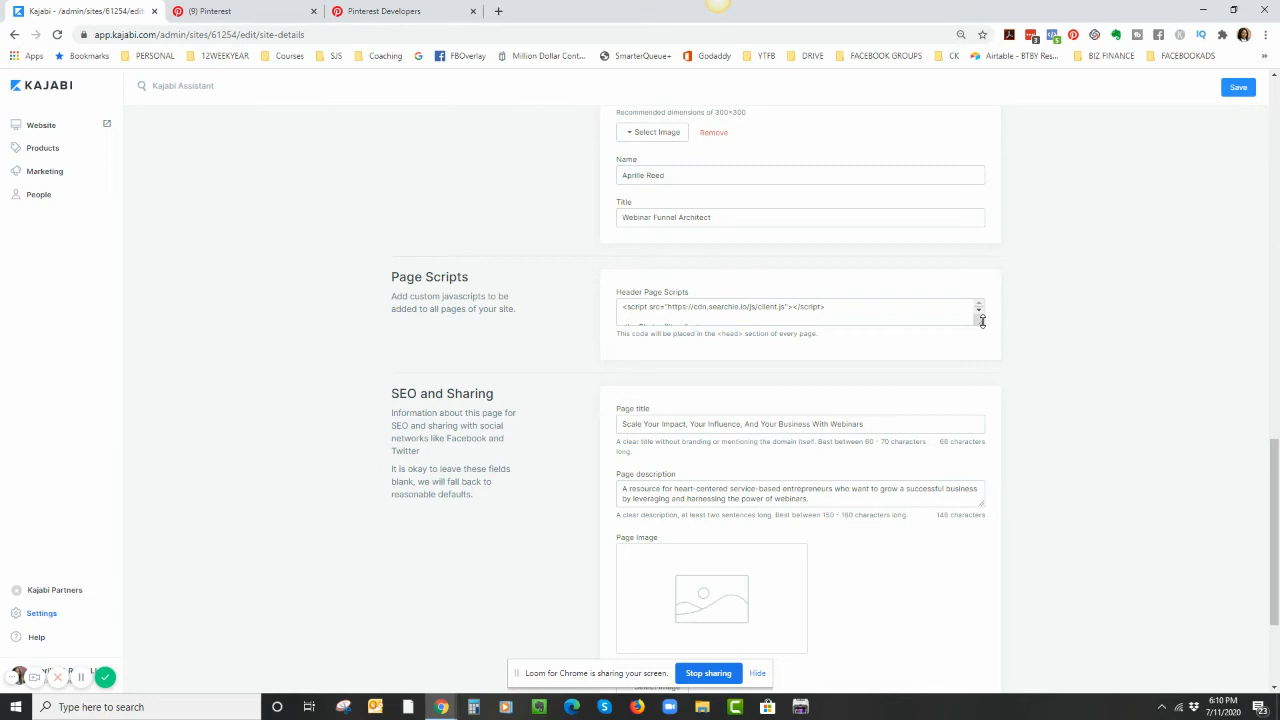 Kajabi - /admin/sites/61254/edit
(9) Pinterest
Pinterest Developers
app.kajabi.com/admin/sites/61254/edit/site-details
Apps
Bookmarks
PERSONAL
12WEEKYEAR
Cours
S/S
Coaching
FBOverlay
Million Dollar Cont...
SmarterQueue+
Godaddy
YTFB
DRIVE
FACEBOOK GROUPS
CK
Airtable - BTBY Res...
BIZ FINANCE
FACEBOOKADS
KAJABI
Kajabi Assistant
Save
Website
Products
Marketing
People
Recommended dimensions of 300×300
Select Image
Remove
Name
Aprille Reed
Title
Webinar Funnel Architect
Page Scripts
Add custom javascripts to be
added to all pages of your site.
Header Page Scripts
<script src="https://cdn.searchie.io/js/client.js"></script>
This code will be placed in the <head> section of every page.
SEO and Sharing
Information about this page for
SEO and sharing with social
networks like Facebook and
Twitter
It is okay to leave these fields
blank, we will fall back to
reasonable defaults.
Page title
Scale Your Impact, Your Influence, And Your Business With Webinars
A clear title without branding or mentioning the domain itself. Best between 60 - 70 characters
long.
66 characters
Page description
A resource for heart-centered service-based entrepreneurs who want to grow a successful business
by leveraging and harnessing the power of webinars.
A clear description, at least two sentences long. Best between 150 - 160 characters long.
148 characters
Page Image
Kajabi Partners
Settings
Help
Loom for Chrome is sharing your screen.
Stop sharing
Hide
Type here to search
6:10 PM
7/11/2020